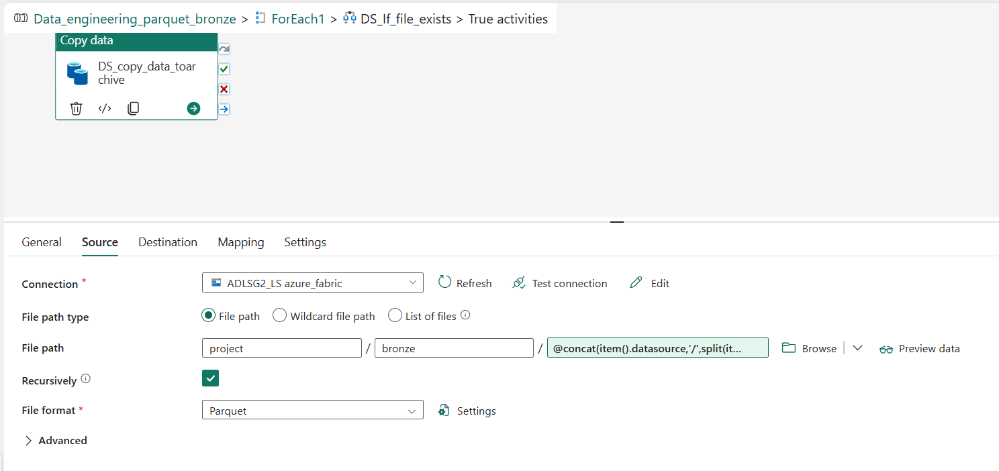 Data_engineering_parquet_bronze > ForEach1 > DS_If_file_exists > True activities
Copy data
DS_copy_data_toar
chive
General Source Destination Mapping Settings
Connection * ADLSG2_LS azure_fabric Refresh Test connection Edit
File path type File path Wildcard file path List of files
File path project / bronze / @concat(item().datasource,'/',split(it... Browse Preview data
Recursively
File format * Parquet Settings
Advanced